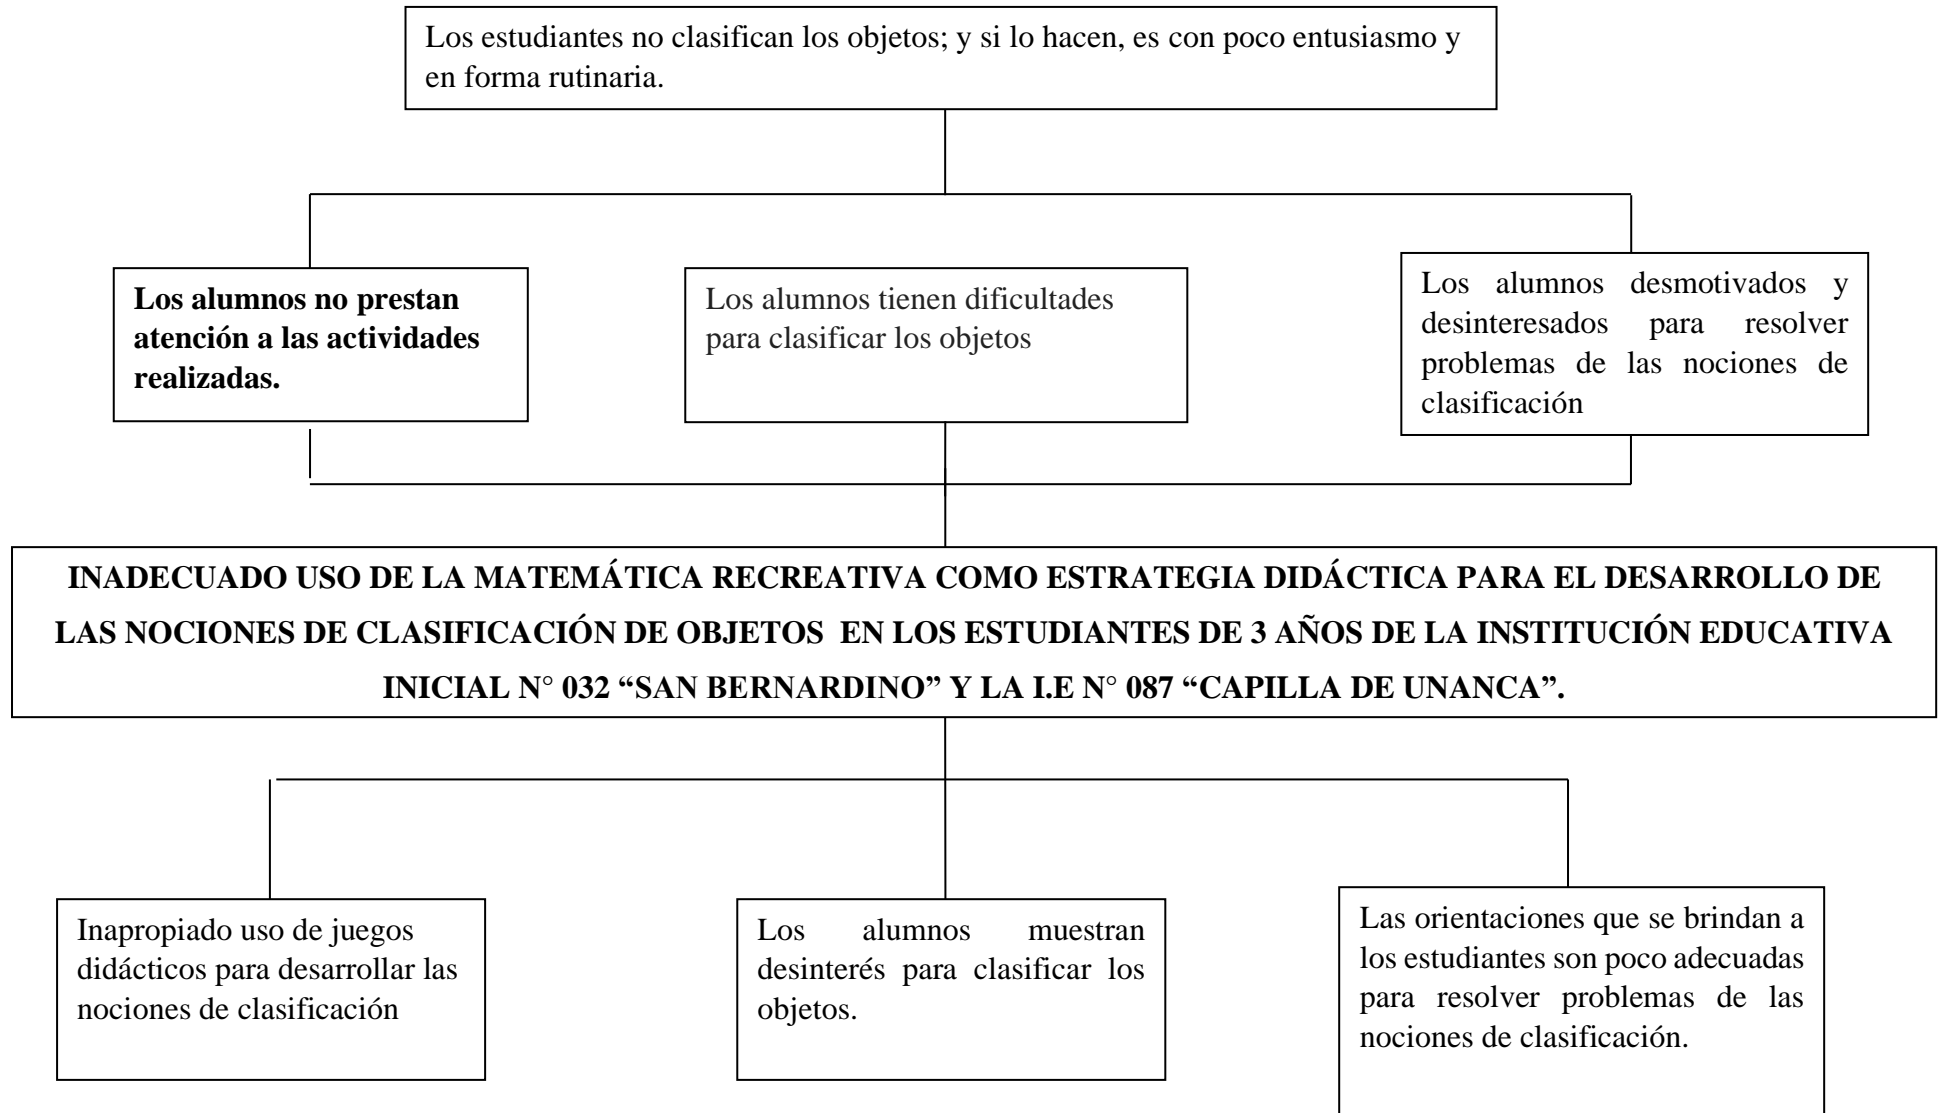 Los estudiantes no clasifican los objetos; y si lo hacen, es con poco entusiasmo y
en forma rutinaria.
Los alumnos no prestan
atención a las actividades
realizadas.
Los alumnos tienen dificultades
para clasificar los objetos
Los alumnos desmotivados y
desinteresados para resolver
problemas de las nociones de
clasificación
INADECUADO USO DE LA MATEMÁTICA RECREATIVA COMO ESTRATEGIA DIDÁCTICA PARA EL DESARROLLO DE
LAS NOCIONES DE CLASIFICACIÓN DE OBJETOS EN LOS ESTUDIANTES DE 3 AÑOS DE LA INSTITUCIÓN EDUCATIVA
INICIAL N° 032 “SAN BERNARDINO” Y LA I.E N° 087 “CAPILLA DE UNANCA”.
Inapropiado uso de juegos
didácticos para desarrollar las
nociones de clasificación
Los alumnos muestran
desinterés para clasificar los
objetos.
Las orientaciones que se brindan a
los estudiantes son poco adecuadas
para resolver problemas de las
nociones de clasificación.